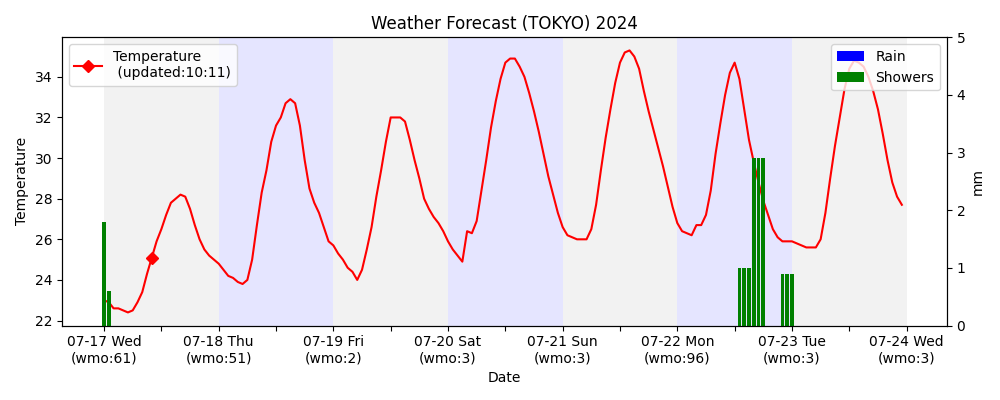 Weather Forecast (TOKYO) 2024
Temperature
(updated:10:11)
Rain
Showers
Temperature
34
32
30
28
26
24
22
5
4
3
2
1
0
mm
07-17 Wed
(wmo:61)
07-18 Thu
(wmo:51)
07-19 Fri
(wmo:2)
07-20 Sat
(wmo:3)
07-21 Sun
(wmo:3)
07-22 Mon
(wmo:96)
07-23 Tue
(wmo:3)
07-24 Wed
(wmo:3)
Date